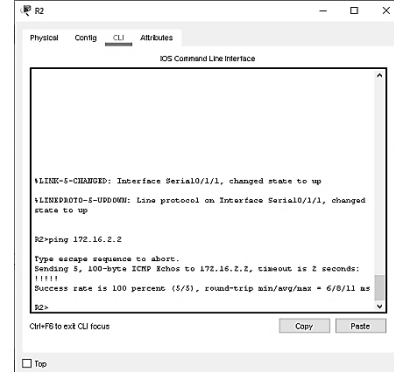 R2
Physical Config CLI Attributes
IOS Command Line Interface
%LINK-5-CHANGED: Interface Serial0/1/1, changed state to up
%LINEPROTO-5-UPDOWN: Line protocol on Interface Serial0/1/1, changed
state to up
R2>ping 172.16.2.2
Type escape sequence to abort.
Sending 5, 100-byte ICMP Echos to 172.16.2.2, timeout is 2 seconds:
!!!!!
Success rate is 100 percent (5/5), round-trip min/avg/max = 6/8/11 ms
R2>
Ctrl+F6 to exit CLI focus
Copy Paste
Top